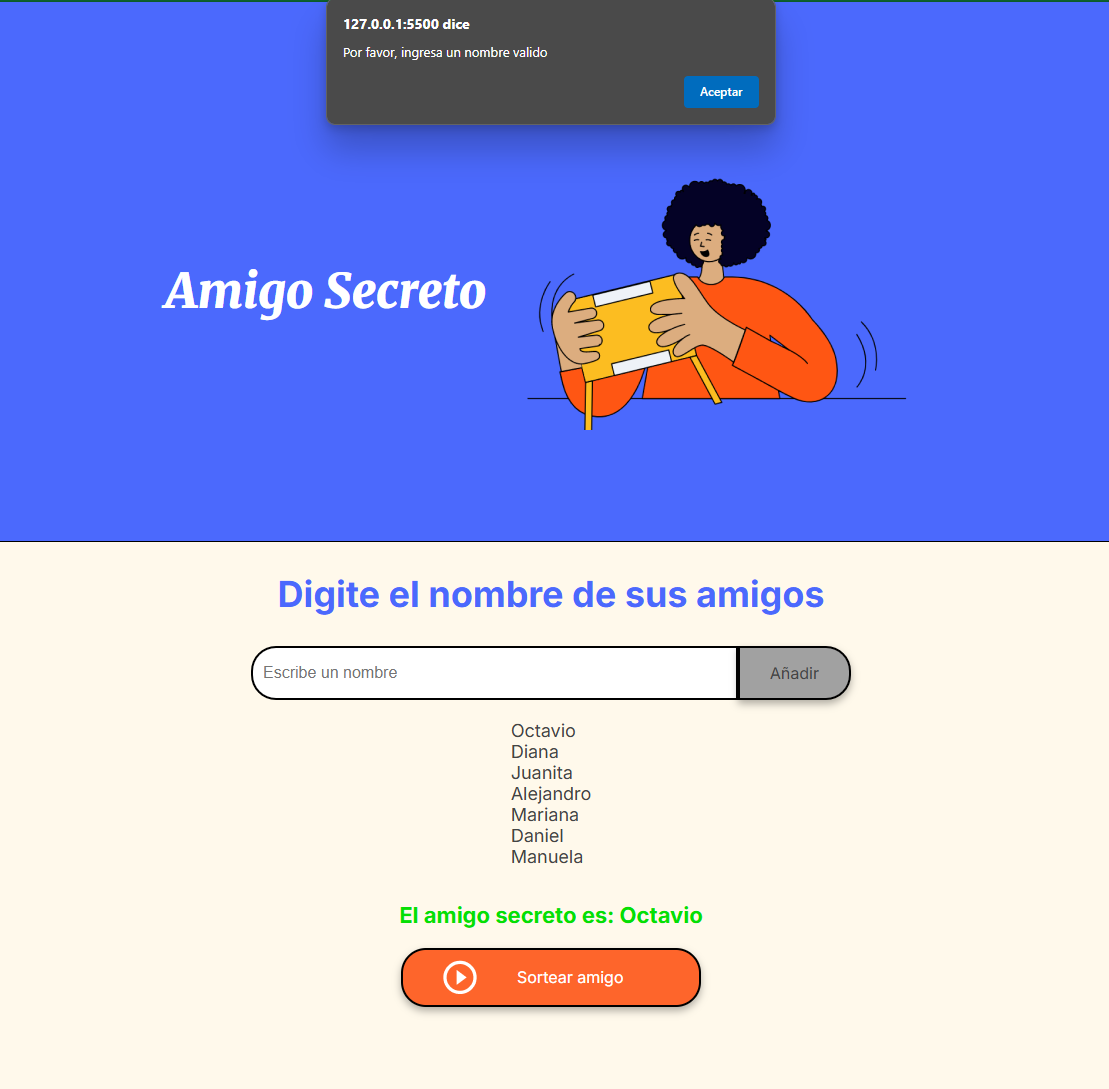 127.0.0.1:5500 dice
Por favor, ingresa un nombre valido
Aceptar
Amigo Secreto
Digite el nombre de sus amigos
Escribe un nombre
Añadir
Octavio
Diana
Juanita
Alejandro
Mariana
Daniel
Manuela
El amigo secreto es: Octavio
Sortear amigo